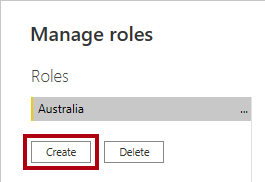 Manage roles
Roles
Australia ...
Create Delete